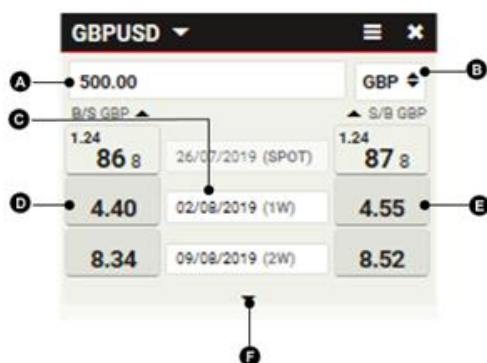 GBPUSD
A 500.00 GBP B
C B/S GBP S/B GBP
1.24 86 8 26/07/2019 (SPOT) 1.24 87 8
D 4.40 02/08/2019 (1W) 4.55 E
8.34 09/08/2019 (2W) 8.52
F